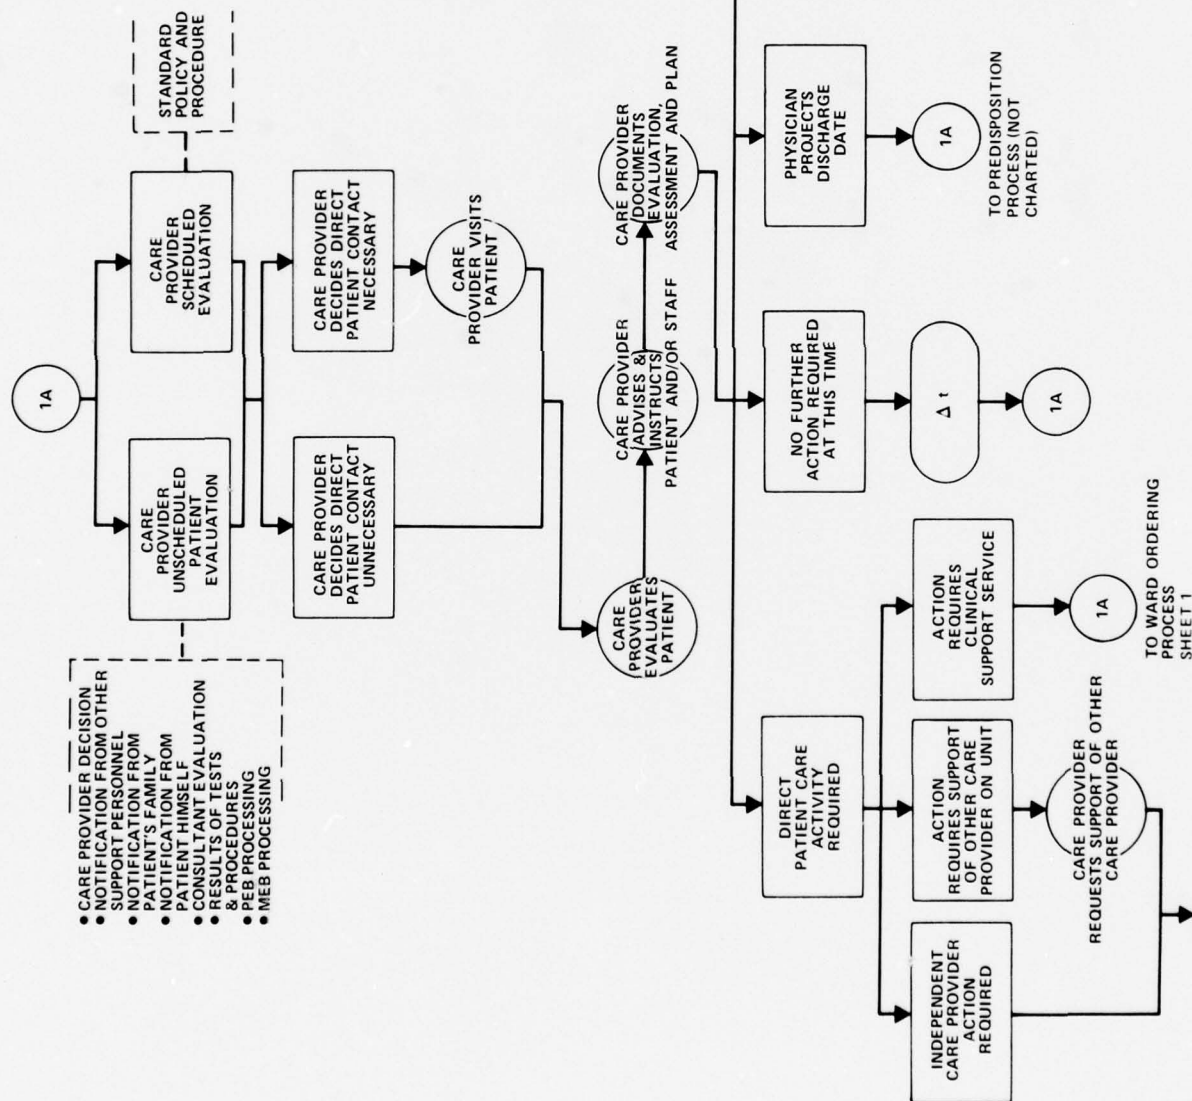 1A
● CARE PROVIDER DECISION
● NOTIFICATION FROM OTHER
SUPPORT PERSONNEL
● NOTIFICATION FROM
PATIENT'S FAMILY
● NOTIFICATION FROM
PATIENT HIMSELF
● CONSULTANT EVALUATION
● RESULTS OF TESTS
& PROCEDURES
● PEB PROCESSING
● MEB PROCESSING
CARE
PROVIDER
UNSCHEDULED
PATIENT
EVALUATION
CARE
PROVIDER
SCHEDULED
EVALUATION
STANDARD
POLICY AND
PROCEDURE
CARE PROVIDER
DECIDES DIRECT
PATIENT CONTACT
UNNECESSARY
CARE PROVIDER
DECIDES DIRECT
PATIENT CONTACT
NECESSARY
CARE
PROVIDER VISITS
PATIENT
CARE
PROVIDER
EVALUATES
PATIENT
CARE PROVIDER
ADVISES &
INSTRUCTS
PATIENT AND/OR STAFF
CARE PROVIDER
DOCUMENTS
EVALUATION,
ASSESSMENT AND PLAN
DIRECT
PATIENT CARE
ACTIVITY
REQUIRED
NO FURTHER
ACTION REQUIRED
AT THIS TIME
PHYSICIAN
PROJECTS
DISCHARGE
DATE
Δ t
1A
1A
TO PREDISPOSITION
PROCESS (NOT
CHARTED)
INDEPENDENT
CARE PROVIDER
ACTION
REQUIRED
ACTION
REQUIRES SUPPORT
OF OTHER CARE
PROVIDER ON UNIT
ACTION
REQUIRES
CLINICAL
SUPPORT SERVICE
CARE PROVIDER
REQUESTS SUPPORT OF OTHER
CARE PROVIDER
1A
TO WARD ORDERING
PROCESS
SHEET 1